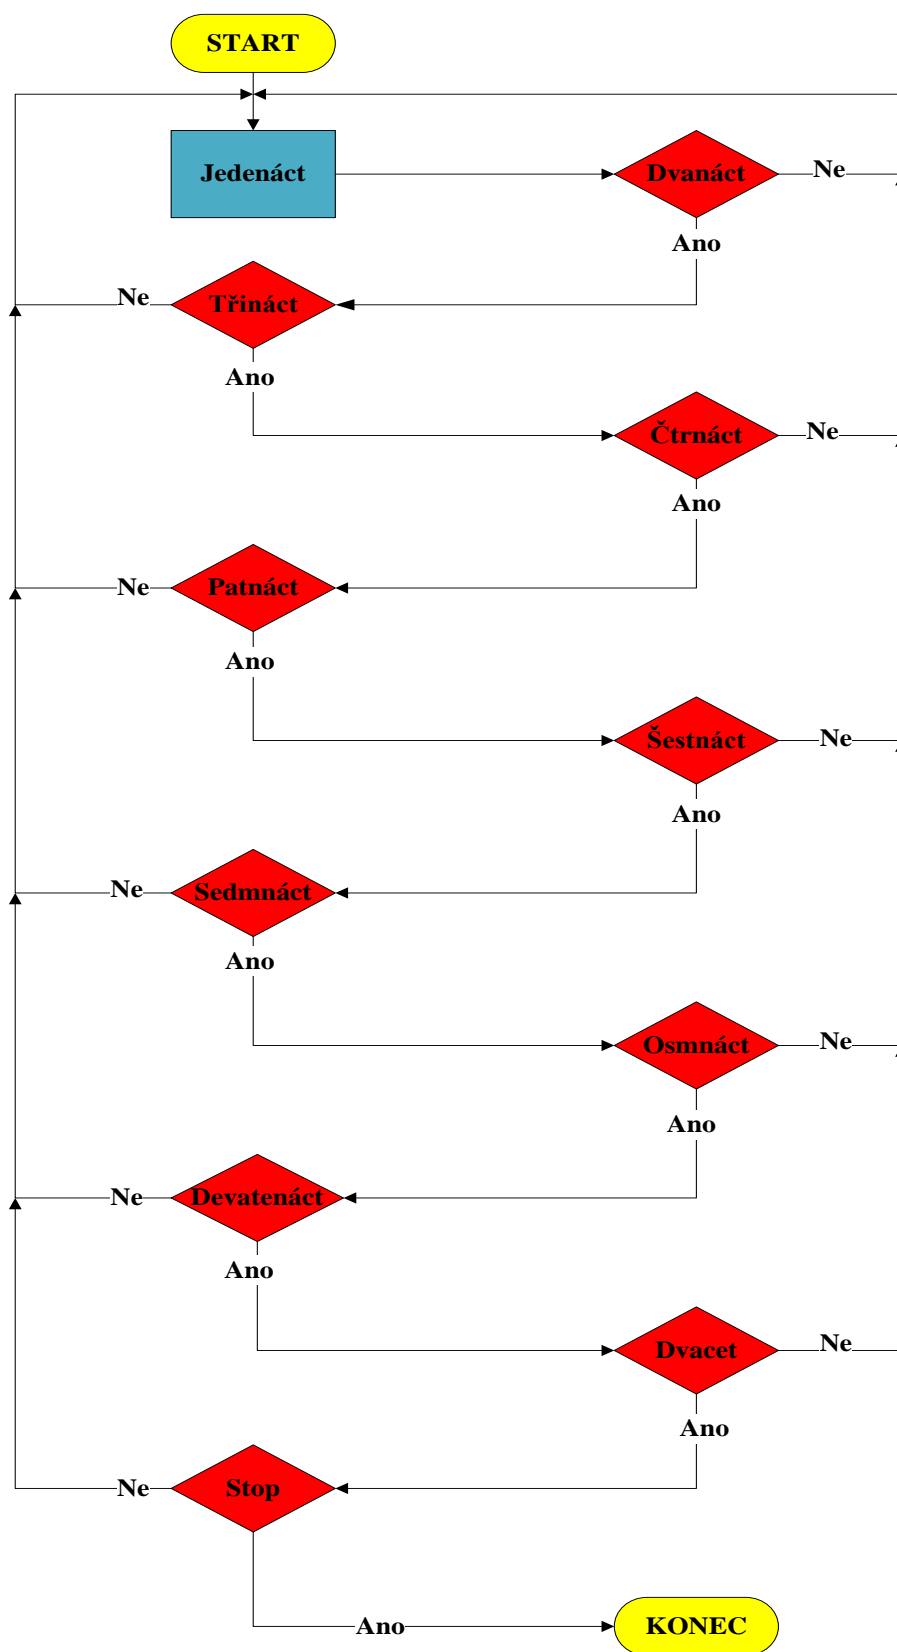 START
Jedenáct
Dvanáct
Ne
Ano
Ne
Třináct
Ano
Čtrnáct
Ne
Ano
Ne
Patnáct
Ano
Šestnáct
Ne
Ano
Ne
Sedmnáct
Ano
Osmnáct
Ne
Ano
Ne
Devatenáct
Ano
Dvacet
Ne
Ano
Ne
Stop
Ano
KONEC